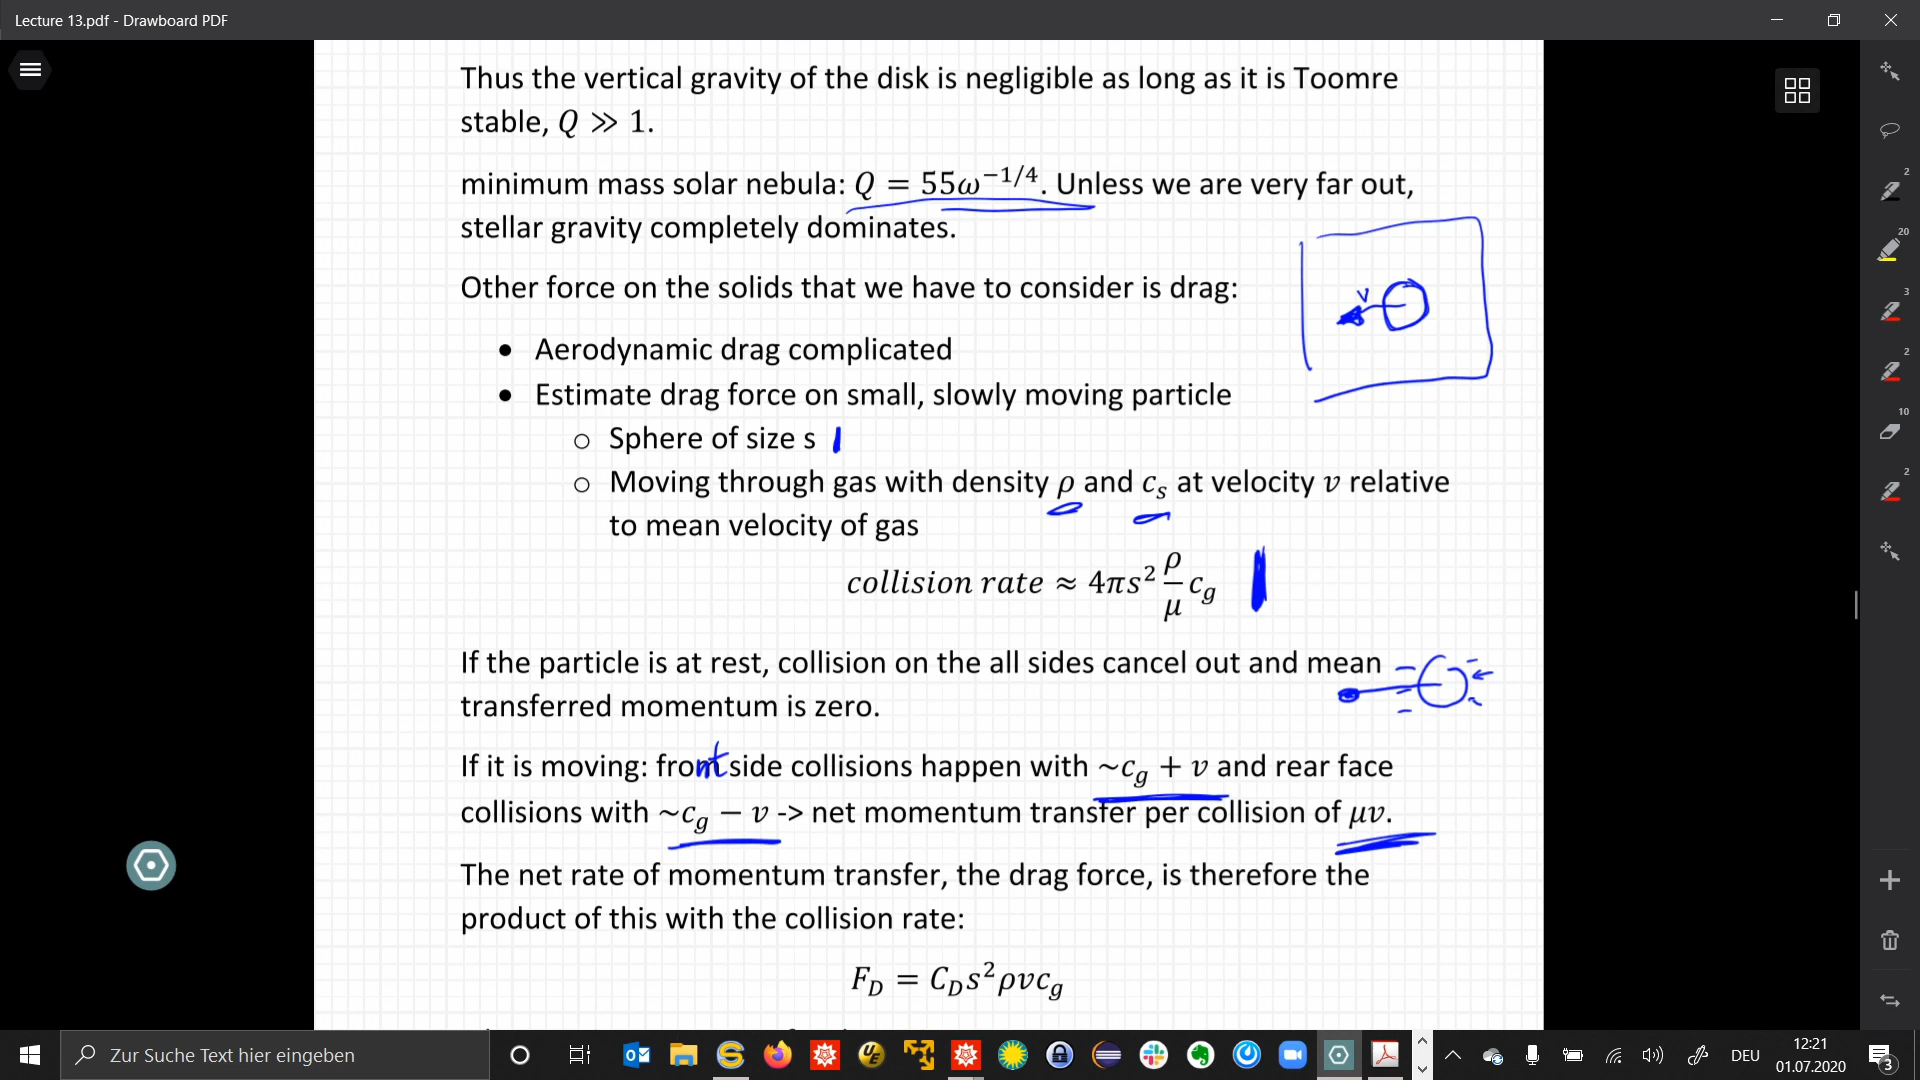 Lecture 13.pdf - Drawboard PDF
Thus the vertical gravity of the disk is negligible as long as it is Toomre
stable, Q ≫ 1.
minimum mass solar nebula: Q = 55ω^−1/4. Unless we are very far out,
stellar gravity completely dominates.
Other force on the solids that we have to consider is drag:
v
• Aerodynamic drag complicated
• Estimate drag force on small, slowly moving particle
○ Sphere of size s
○ Moving through gas with density ρ and c_s at velocity v relative
to mean velocity of gas
collision rate ≈ 4πs² ρ/μ c_g
If the particle is at rest, collision on the all sides cancel out and mean
transferred momentum is zero.
If it is moving: front side collisions happen with ~c_g + v and rear face
collisions with ~c_g − v -> net momentum transfer per collision of μv.
The net rate of momentum transfer, the drag force, is therefore the
product of this with the collision rate:
F_D = C_D s² ρvc_g
2
20
3
2
10
2
Zur Suche Text hier eingeben
DEU
12:21
01.07.2020
3